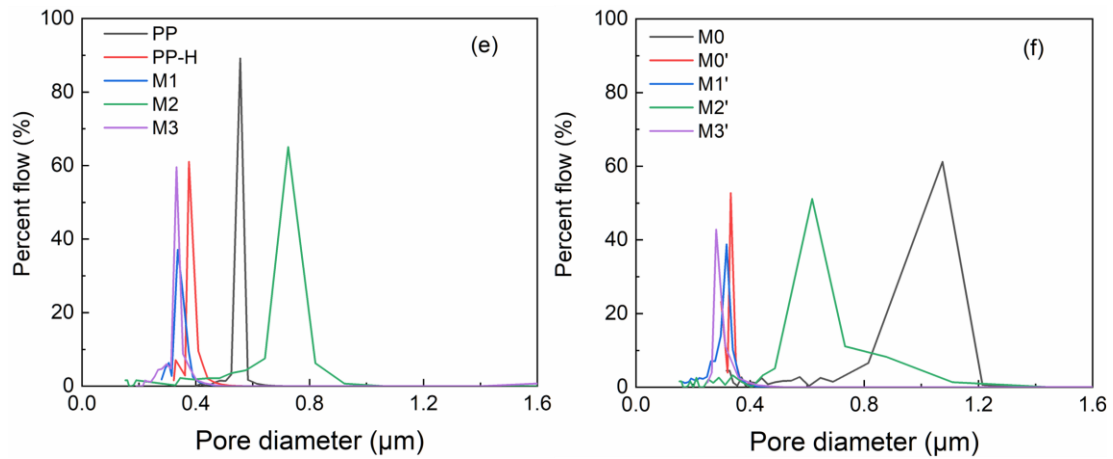 (e)
PP
PP-H
M1
M2
M3
Percent flow (%)
100
80
60
40
20
0
0.0 0.4 0.8 1.2 1.6
Pore diameter (μm)
(f)
M0
M0'
M1'
M2'
M3'
Percent flow (%)
100
80
60
40
20
0
0.0 0.4 0.8 1.2 1.6
Pore diameter (μm)